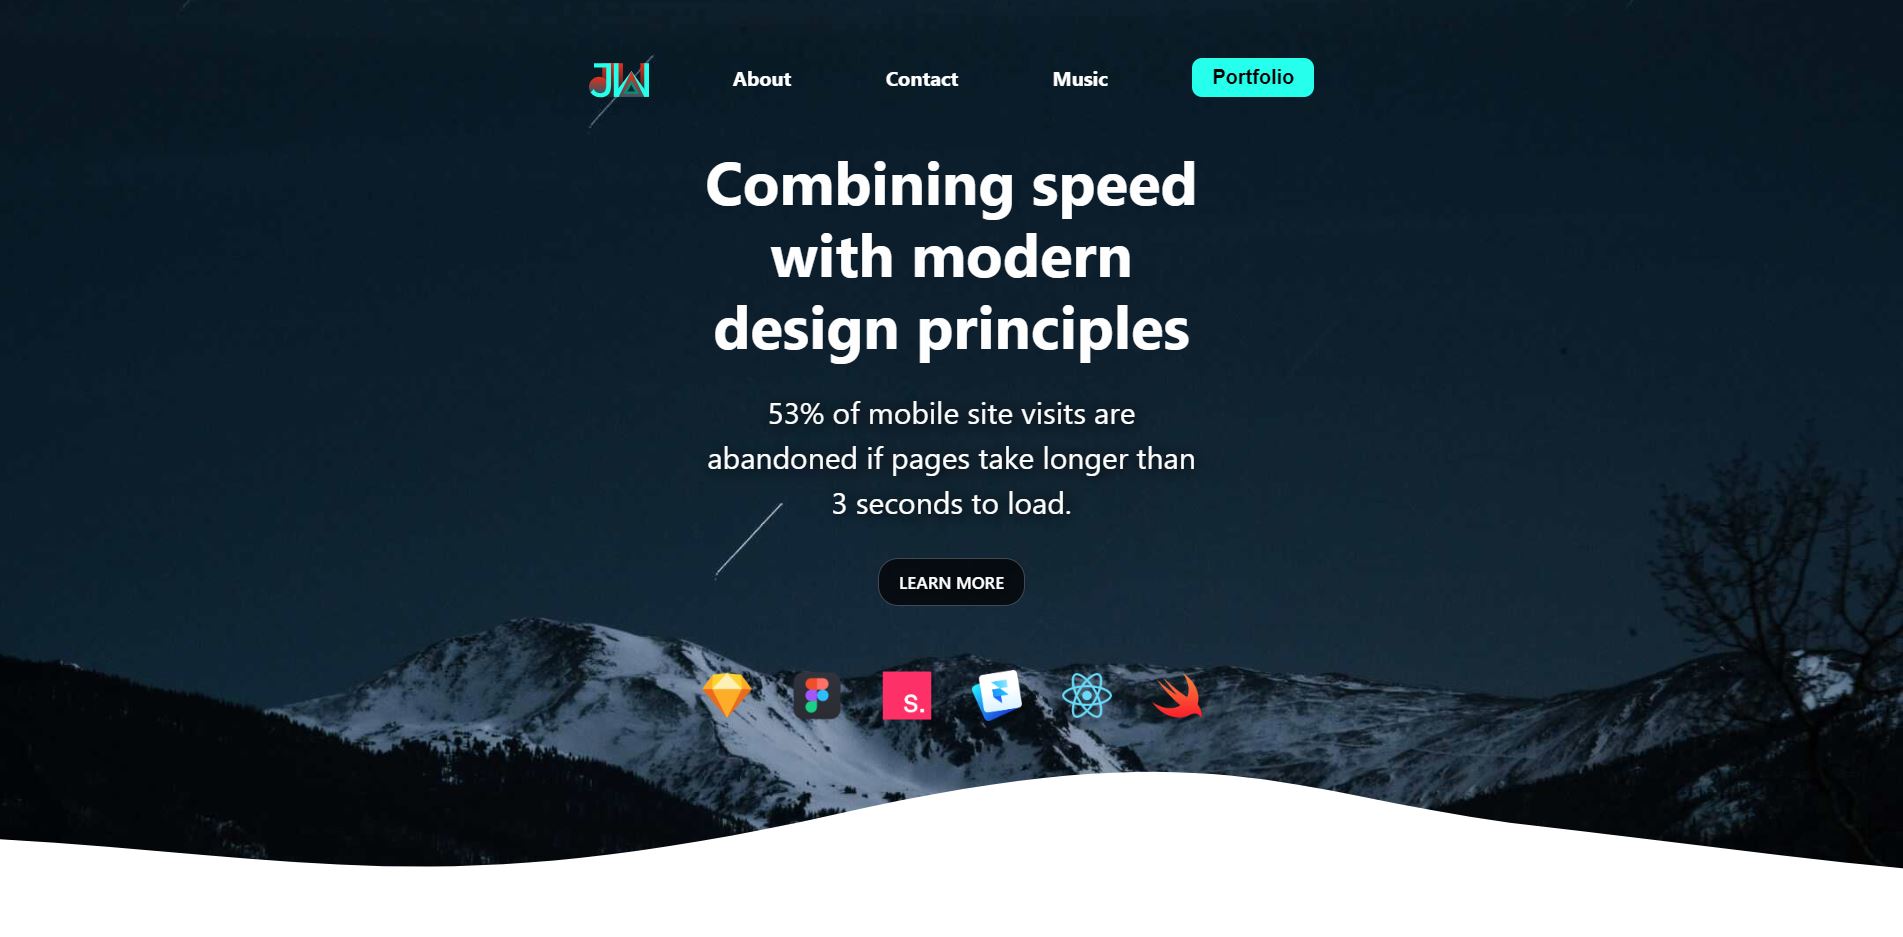 JW
About
Contact
Music
Portfolio
Combining speed
with modern
design principles
53% of mobile site visits are
abandoned if pages take longer than
3 seconds to load.
LEARN MORE
s.